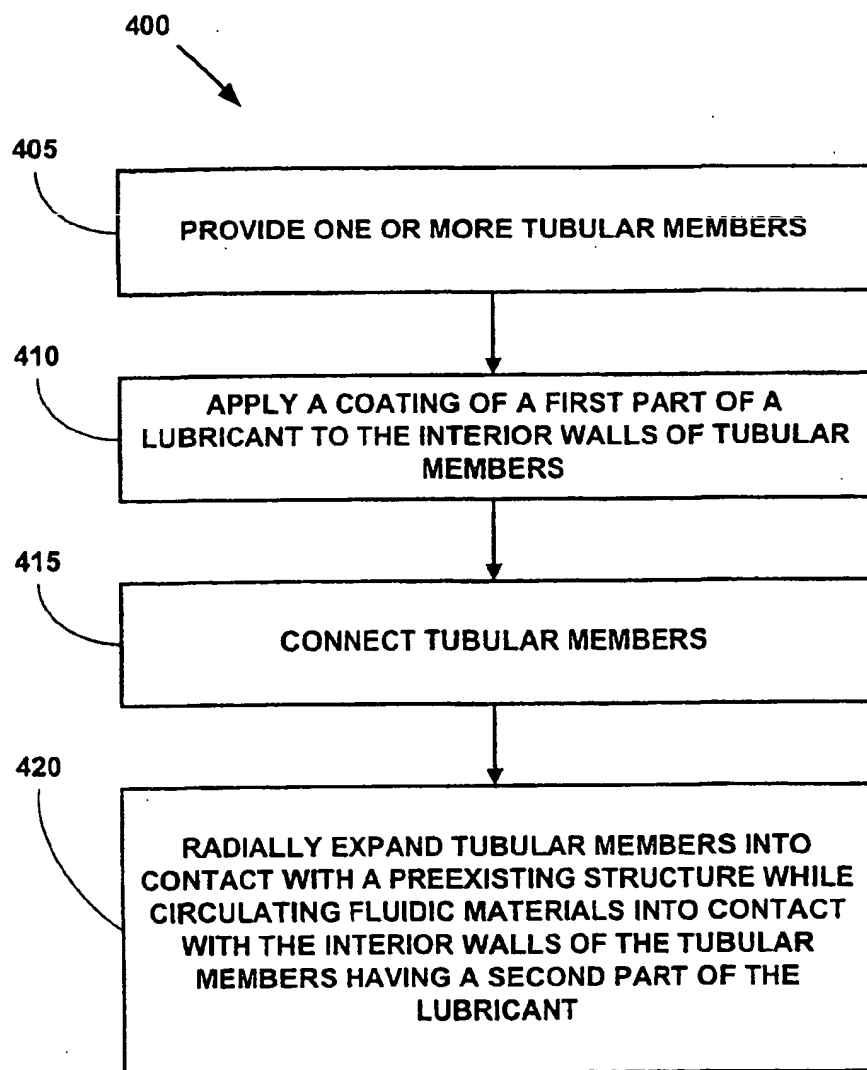 400
405
PROVIDE ONE OR MORE TUBULAR MEMBERS
410
APPLY A COATING OF A FIRST PART OF A
LUBRICANT TO THE INTERIOR WALLS OF TUBULAR
MEMBERS
415
CONNECT TUBULAR MEMBERS
420
RADIALLY EXPAND TUBULAR MEMBERS INTO
CONTACT WITH A PREEXISTING STRUCTURE WHILE
CIRCULATING FLUIDIC MATERIALS INTO CONTACT
WITH THE INTERIOR WALLS OF THE TUBULAR
MEMBERS HAVING A SECOND PART OF THE
LUBRICANT